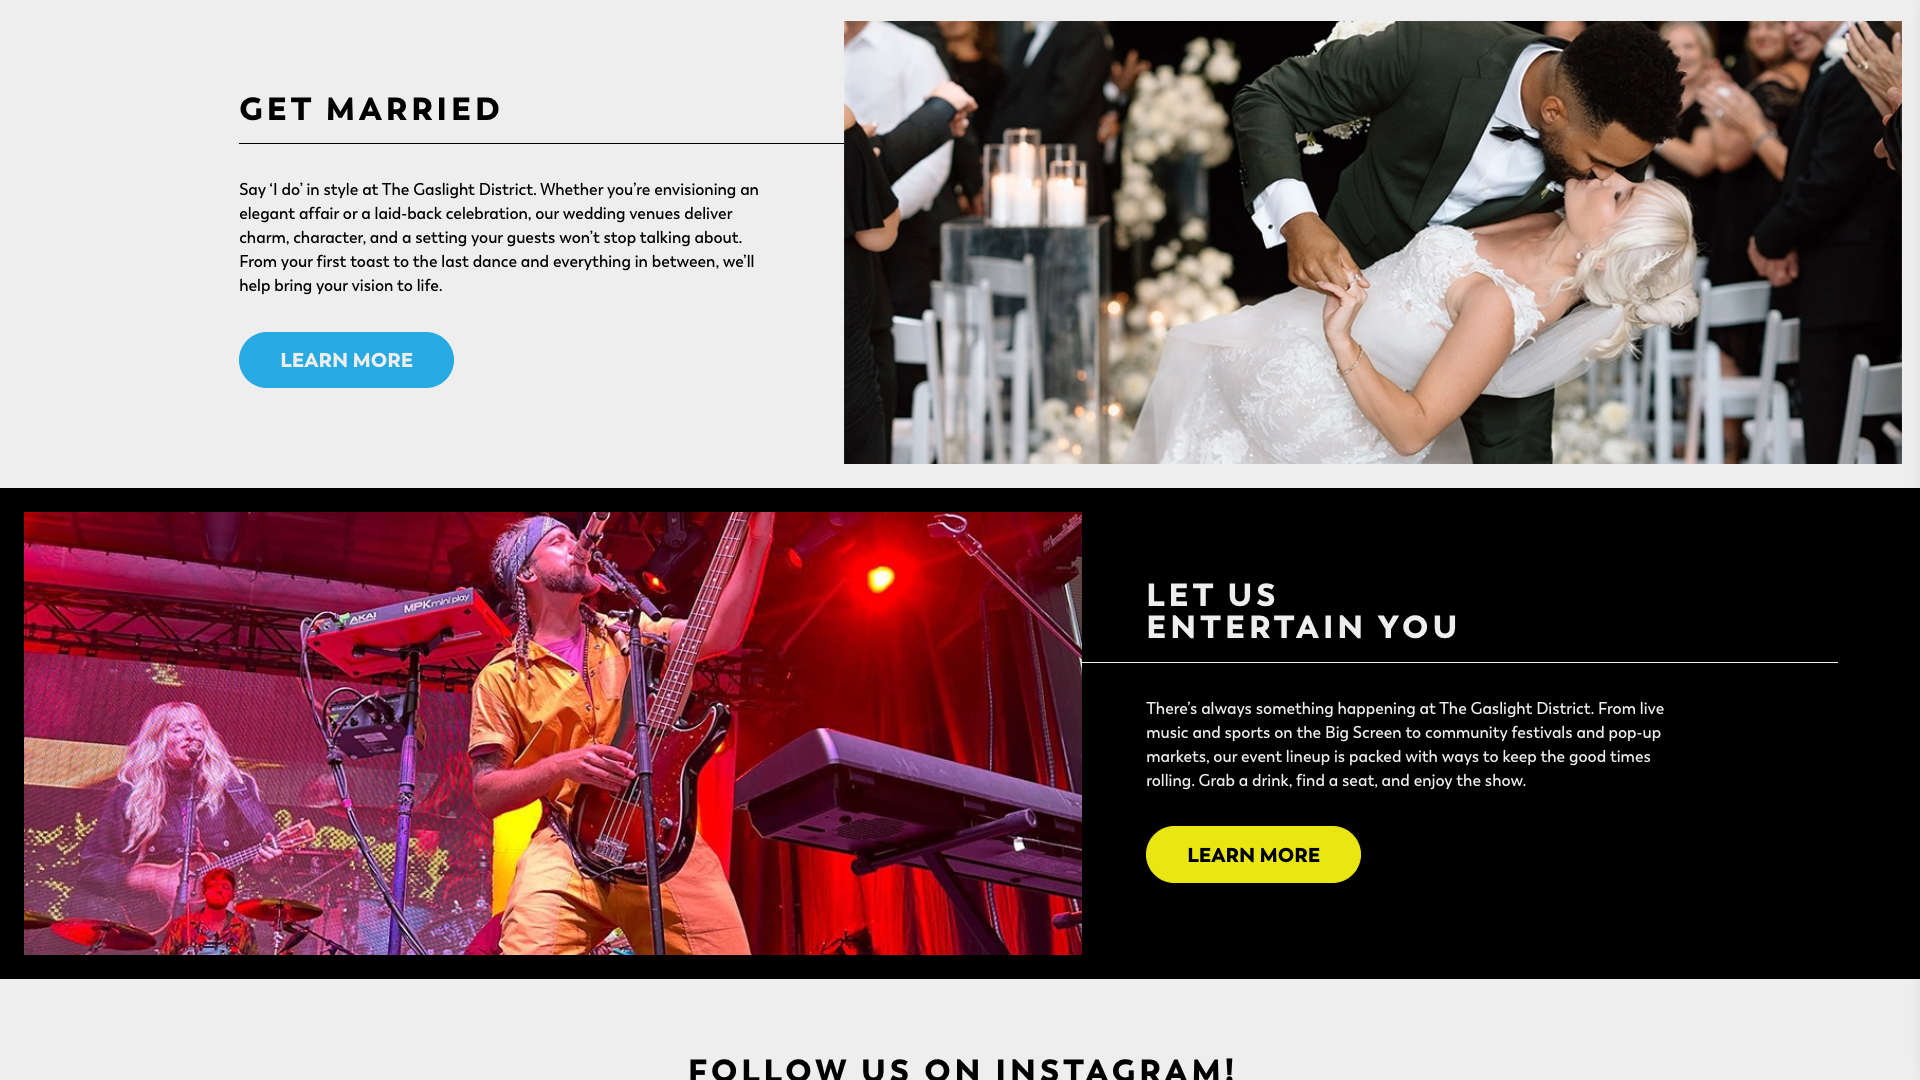 GET MARRIED
Say ‘I do’ in style at The Gaslight District. Whether you’re envisioning an
elegant affair or a laid-back celebration, our wedding venues deliver
charm, character, and a setting your guests won’t stop talking about.
From your first toast to the last dance and everything in between, we’ll
help bring your vision to life.
LEARN MORE
AKAI
MPKmini play
LET US
ENTERTAIN YOU
There’s always something happening at The Gaslight District. From live
music and sports on the Big Screen to community festivals and pop-up
markets, our event lineup is packed with ways to keep the good times
rolling. Grab a drink, find a seat, and enjoy the show.
LEARN MORE
FOLLOW US ON INSTAGRAM!